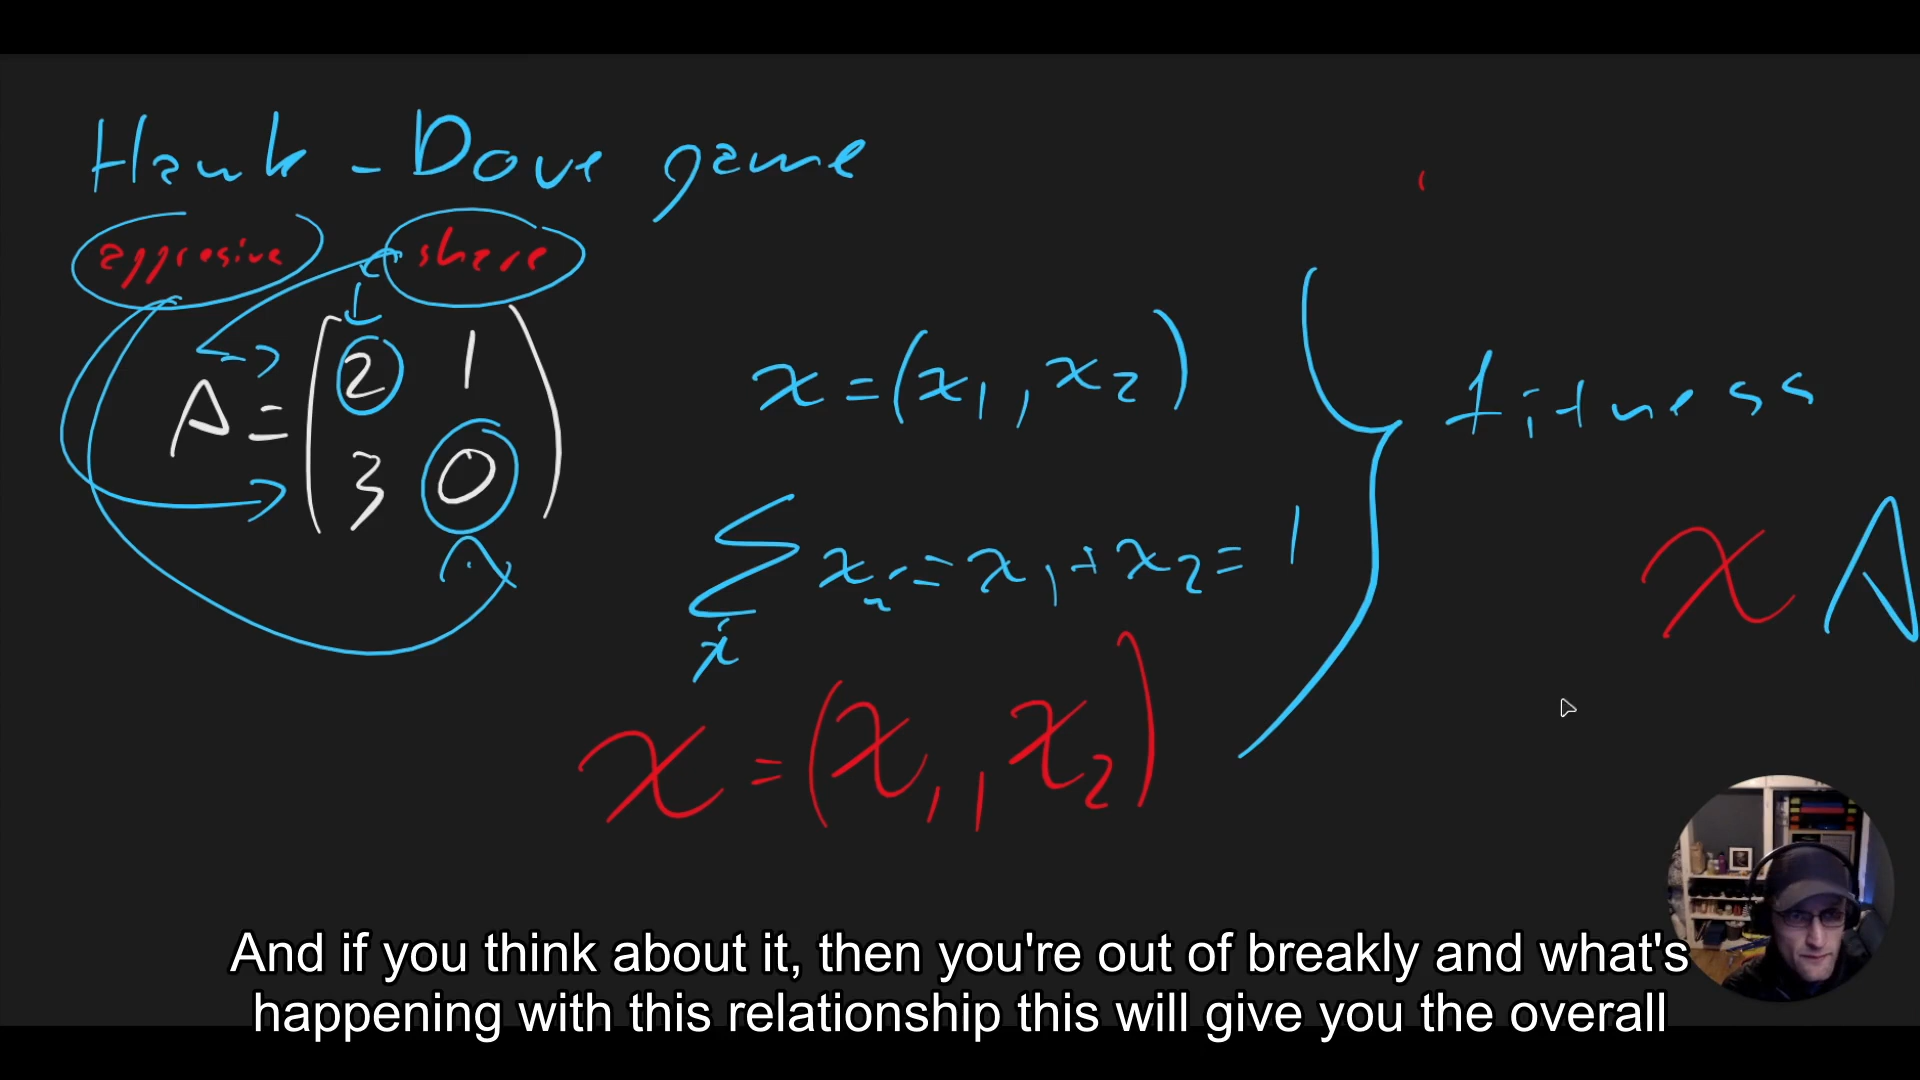 Hawk - Dove game
aggresive share
A = ( 2 1
3 0 )
x = (x1, x2)
fitness
∑ xi = x1 + x2 = 1
i
x A
x = (x1, x2)
And if you think about it, then you're out of breakly and what's
happening with this relationship this will give you the overall